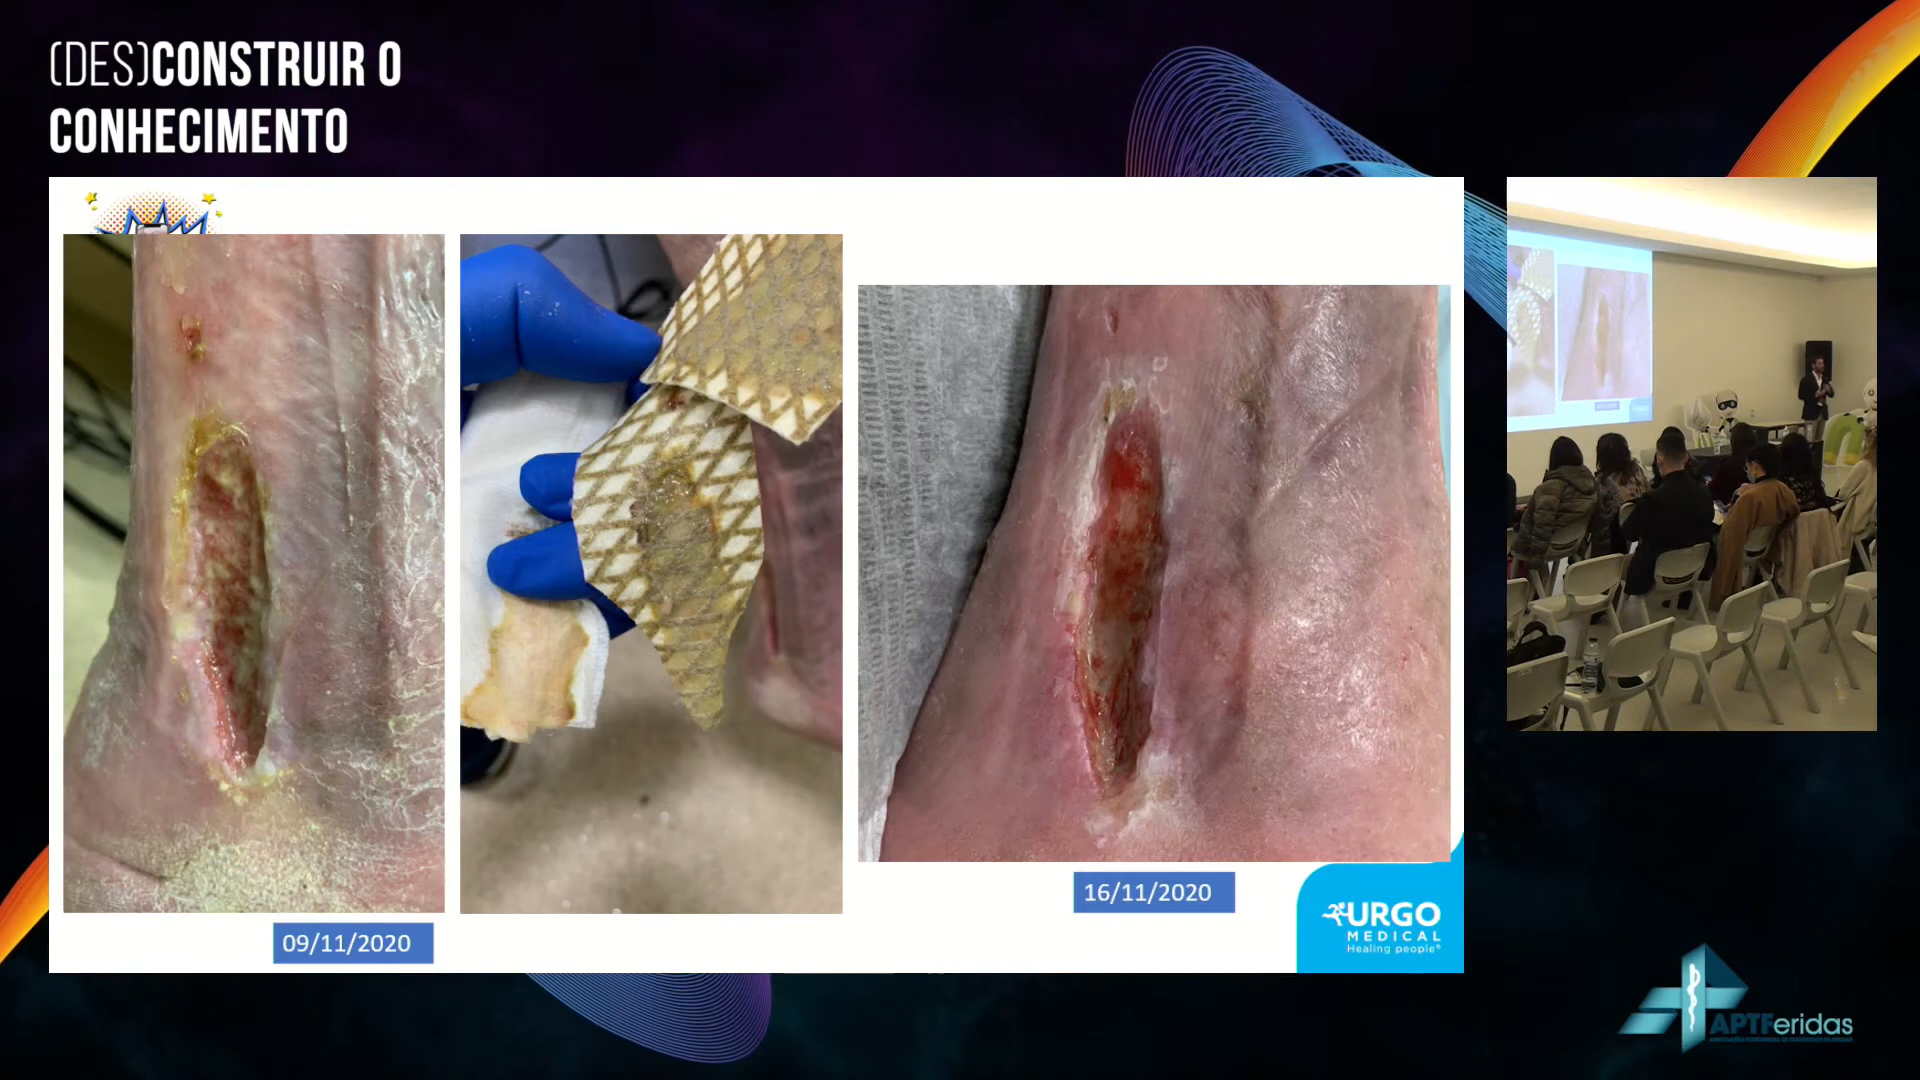 (DES)CONSTRUIR O
CONHECIMENTO
09/11/2020
16/11/2020
URGO
MEDICAL
Healing people®
APTFeridas